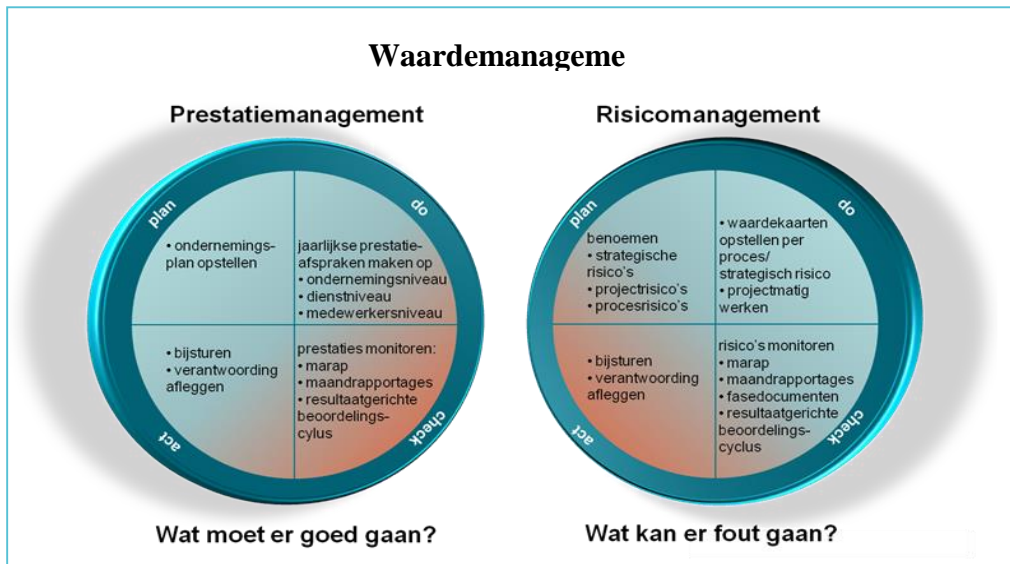 Waardemanageme
Prestatiemanagement
plan
do
• ondernemings-
plan opstellen
jaarlijkse prestatie-
afspraken maken op
• ondernemingsniveau
• dienstniveau
• medewerkersniveau
• bijsturen
• verantwoording
afleggen
prestaties monitoren:
• marap
• maandrapportages
• resultaatgerichte
beoordelings-
cylus
act
check
Wat moet er goed gaan?
Risicomanagement
plan
do
benoemen
• strategische
risico's
• projectrisico's
• procesrisico's
• waardekaarten
opstellen per
proces/
strategisch risico
• projectmatig
werken
• bijsturen
• verantwoording
afleggen
risico's monitoren
• marap
• maandrapportages
• fasedocumenten
• resultaatgerichte
beoordelings-
cyclus
act
check
Wat kan er fout gaan?